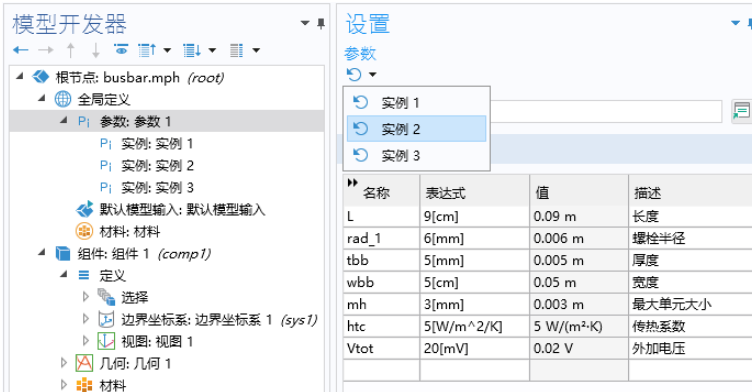 模型开发器
根节点: busbar.mph (root)
全局定义
Pi 参数: 参数 1
Pi 实例: 实例 1
Pi 实例: 实例 2
Pi 实例: 实例 3
默认模型输入: 默认模型输入
材料: 材料
组件: 组件 1 (comp1)
定义
选择
边界坐标系: 边界坐标系 1 (sys1)
视图: 视图 1
几何: 几何 1
材料
设置
参数
实例 1
实例 2
实例 3
名称 表达式 值 描述
L 9[cm] 0.09 m 长度
rad_1 6[mm] 0.006 m 螺栓半径
tbb 5[mm] 0.005 m 厚度
wbb 5[cm] 0.05 m 宽度
mh 3[mm] 0.003 m 最大单元大小
htc 5[W/m^2/K] 5 W/(m²·K) 传热系数
Vtot 20[mV] 0.02 V 外加电压